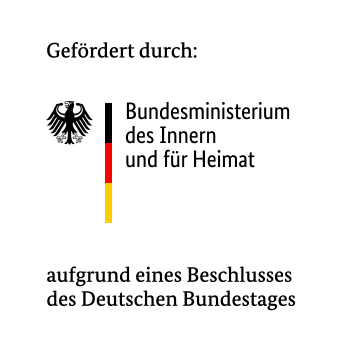 Gefördert durch:
Bundesministerium
des Innern
und für Heimat
aufgrund eines Beschlusses
des Deutschen Bundestages